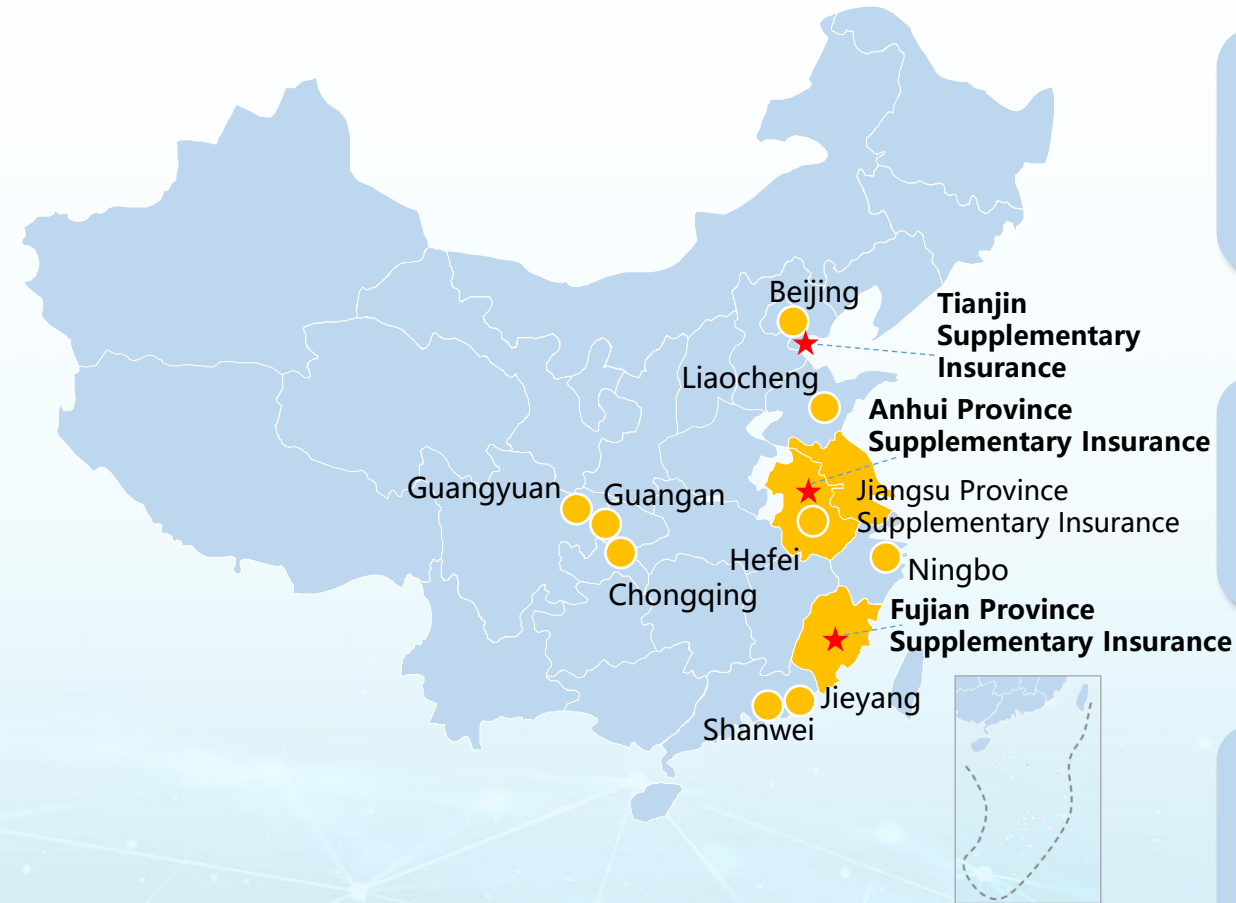 Beijing
Tianjin
Supplementary
Insurance
Liaocheng
Anhui Province
Supplementary Insurance
Guangyuan
Guangan
Jiangsu Province
Supplementary Insurance
Hefei
Ningbo
Chongqing
Fujian Province
Supplementary Insurance
Jieyang
Shanwei